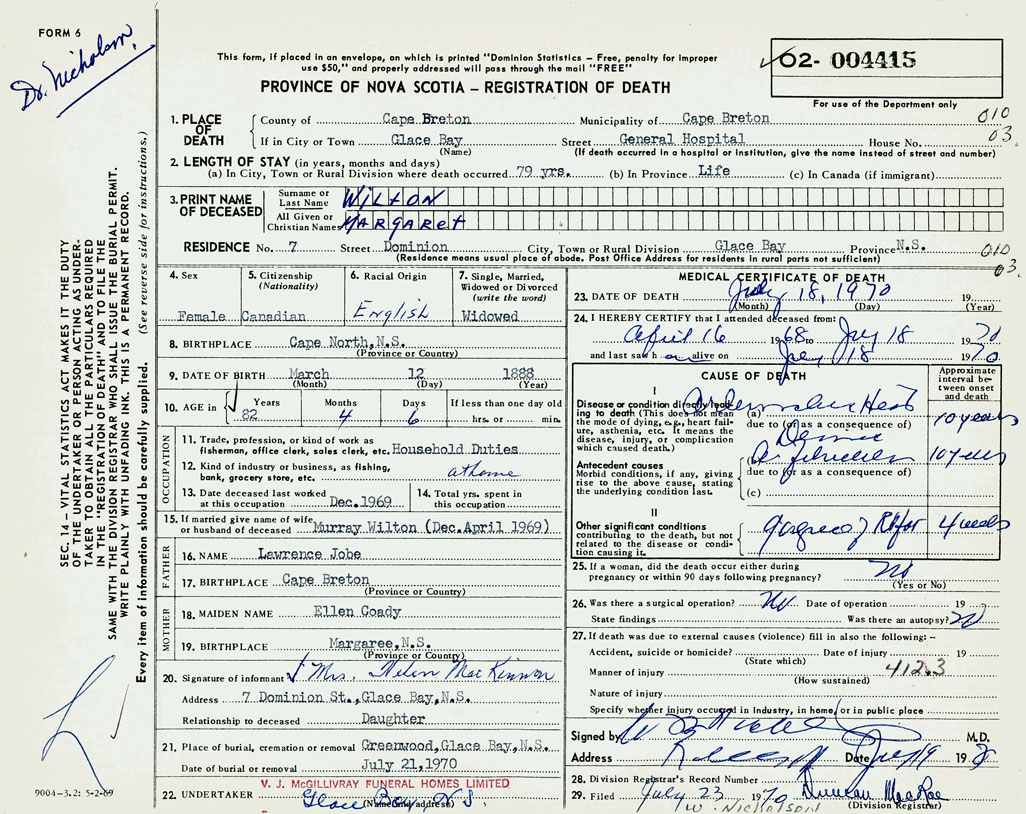 FORM 6
Dr. Nicholson
This form, if placed in an envelope, on which is printed "Dominion Statistics – Free, penalty for improper
use $50," and properly addressed will pass through the mail "FREE"
PROVINCE OF NOVA SCOTIA – REGISTRATION OF DEATH
02- 004415
For use of the Department only
1. PLACE OF DEATH
County of Cape Breton Municipality of Cape Breton 010
If in City or Town Glace Bay Street General Hospital House No. 03.
(Name) (If death occurred in a hospital or institution, give the name instead of street and number)
2. LENGTH OF STAY (in years, months and days)
(a) In City, Town or Rural Division where death occurred 79 yrs. (b) In Province Life (c) In Canada (if immigrant)
3. PRINT NAME OF DECEASED
Surname or Last Name WILTON
All Given or Christian Names MARGARET
RESIDENCE No. 7 Street Dominion City, Town or Rural Division Glace Bay Province N.S. 010
(Residence means usual place of abode. Post Office Address for residents in rural parts not sufficient) 03.
4. Sex
Female
5. Citizenship
(Nationality)
Canadian
6. Racial Origin
English
7. Single, Married,
Widowed or Divorced
(write the word)
Widowed
8. BIRTHPLACE Cape North, N.S.
(Province or Country)
9. DATE OF BIRTH March 12 1888
(Month) (Day) (Year)
10. AGE in Years Months Days If less than one day old
82 4 6 hrs. or min.
OCCUPATION
11. Trade, profession, or kind of work as
fisherman, office clerk, sales clerk, etc. Household Duties
12. Kind of industry or business, as fishing,
bank, grocery store, etc. at home
13. Date deceased last worked
at this occupation Dec.1969
14. Total yrs. spent in
this occupation
15. If married give name of wife
or husband of deceased Murray Wilton (Dec.April 1969)
FATHER
16. NAME Lawrence Jobe
17. BIRTHPLACE Cape Breton
(Province or Country)
MOTHER
18. MAIDEN NAME Ellen Coady
19. BIRTHPLACE Margaree, N.S.
(Province or Country)
20. Signature of informant Mrs. Helen MacKinnon
Address 7 Dominion St., Glace Bay, N.S.
Relationship to deceased Daughter
21. Place of burial, cremation or removal Greenwood, Glace Bay, N.S.
Date of burial or removal July 21, 1970
V. J. McGILLIVRAY FUNERAL HOMES LIMITED
22. UNDERTAKER Glace Bay, N.S.
(Name and address)
MEDICAL CERTIFICATE OF DEATH
23. DATE OF DEATH July 18, 1970 19
(Month) (Day) (Year)
24. I HEREBY CERTIFY that I attended deceased from:
April 16 1968 to July 18 1970
and last saw h alive on July 18 1970
CAUSE OF DEATH
Approximate
interval be-
tween onset
and death
I
Disease or condition directly lead-
ing to death (This does not mean
the mode of dying, e.g., heart fail-
ure, asthenia, etc. It means the
disease, injury, or complication
which caused death.)
(a) Heart
due to (or as a consequence of)
10 years
Antecedent causes
Morbid conditions, if any, giving
rise to the above cause, stating
the underlying condition last.
(b)
due to (or as a consequence of)
10 years
(c)
II
Other significant conditions
contributing to the death, but not
related to the disease or condi-
tion causing it.
4 weeks
25. If a woman, did the death occur either during
pregnancy or within 90 days following pregnancy? No
(Yes or No)
26. Was there a surgical operation? No Date of operation 19
State findings Was there an autopsy? No
27. If death was due to external causes (violence) fill in also the following: –
Accident, suicide or homicide? Date of injury 19
(State which) 412.3
Manner of injury
(How sustained)
Nature of injury
Specify whether injury occurred in industry, in home, or in public place
Signed by M.D.
Address Date 19
28. Division Registrar's Record Number
29. Filed July 23 1970 Duncan MacRae
W. Nicholson (Division Registrar)
SEC. 14 – VITAL STATISTICS ACT MAKES IT THE DUTY
OF THE UNDERTAKER OR PERSON ACTING AS UNDER-
TAKER TO OBTAIN ALL THE PARTICULARS REQUIRED
IN THE "REGISTRATION OF DEATH" AND TO FILE THE
SAME WITH THE DIVISION REGISTRAR WHO SHALL ISSUE THE BURIAL PERMIT.
WRITE PLAINLY WITH UNFADING INK. THIS IS A PERMANENT RECORD.
Every item of information should be carefully supplied. (See reverse side for instructions.)
9004-3.2: 5-2-69